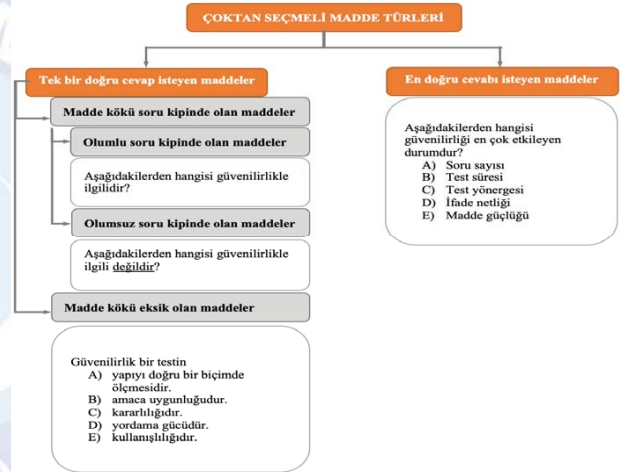 ÇOKTAN SEÇMELİ MADDE TÜRLERİ
Tek bir doğru cevap isteyen maddeler
Madde kökü soru kipinde olan maddeler
Olumlu soru kipinde olan maddeler
Aşağıdakilerden hangisi güvenilirlikle
ilgilidir?
Olumsuz soru kipinde olan maddeler
Aşağıdakilerden hangisi güvenilirlikle
ilgili değildir?
Madde kökü eksik olan maddeler
Güvenilirlik bir testin
A) yapıyı doğru bir biçimde
ölçmesidir.
B) amaca uygunluğudur.
C) kararlılığıdır.
D) yordama gücüdür.
E) kullanışlılığıdır.
En doğru cevabı isteyen maddeler
Aşağıdakilerden hangisi
güvenilirliği en çok etkileyen
durumdur?
A) Soru sayısı
B) Test süresi
C) Test yönergesi
D) İfade netliği
E) Madde güçlüğü